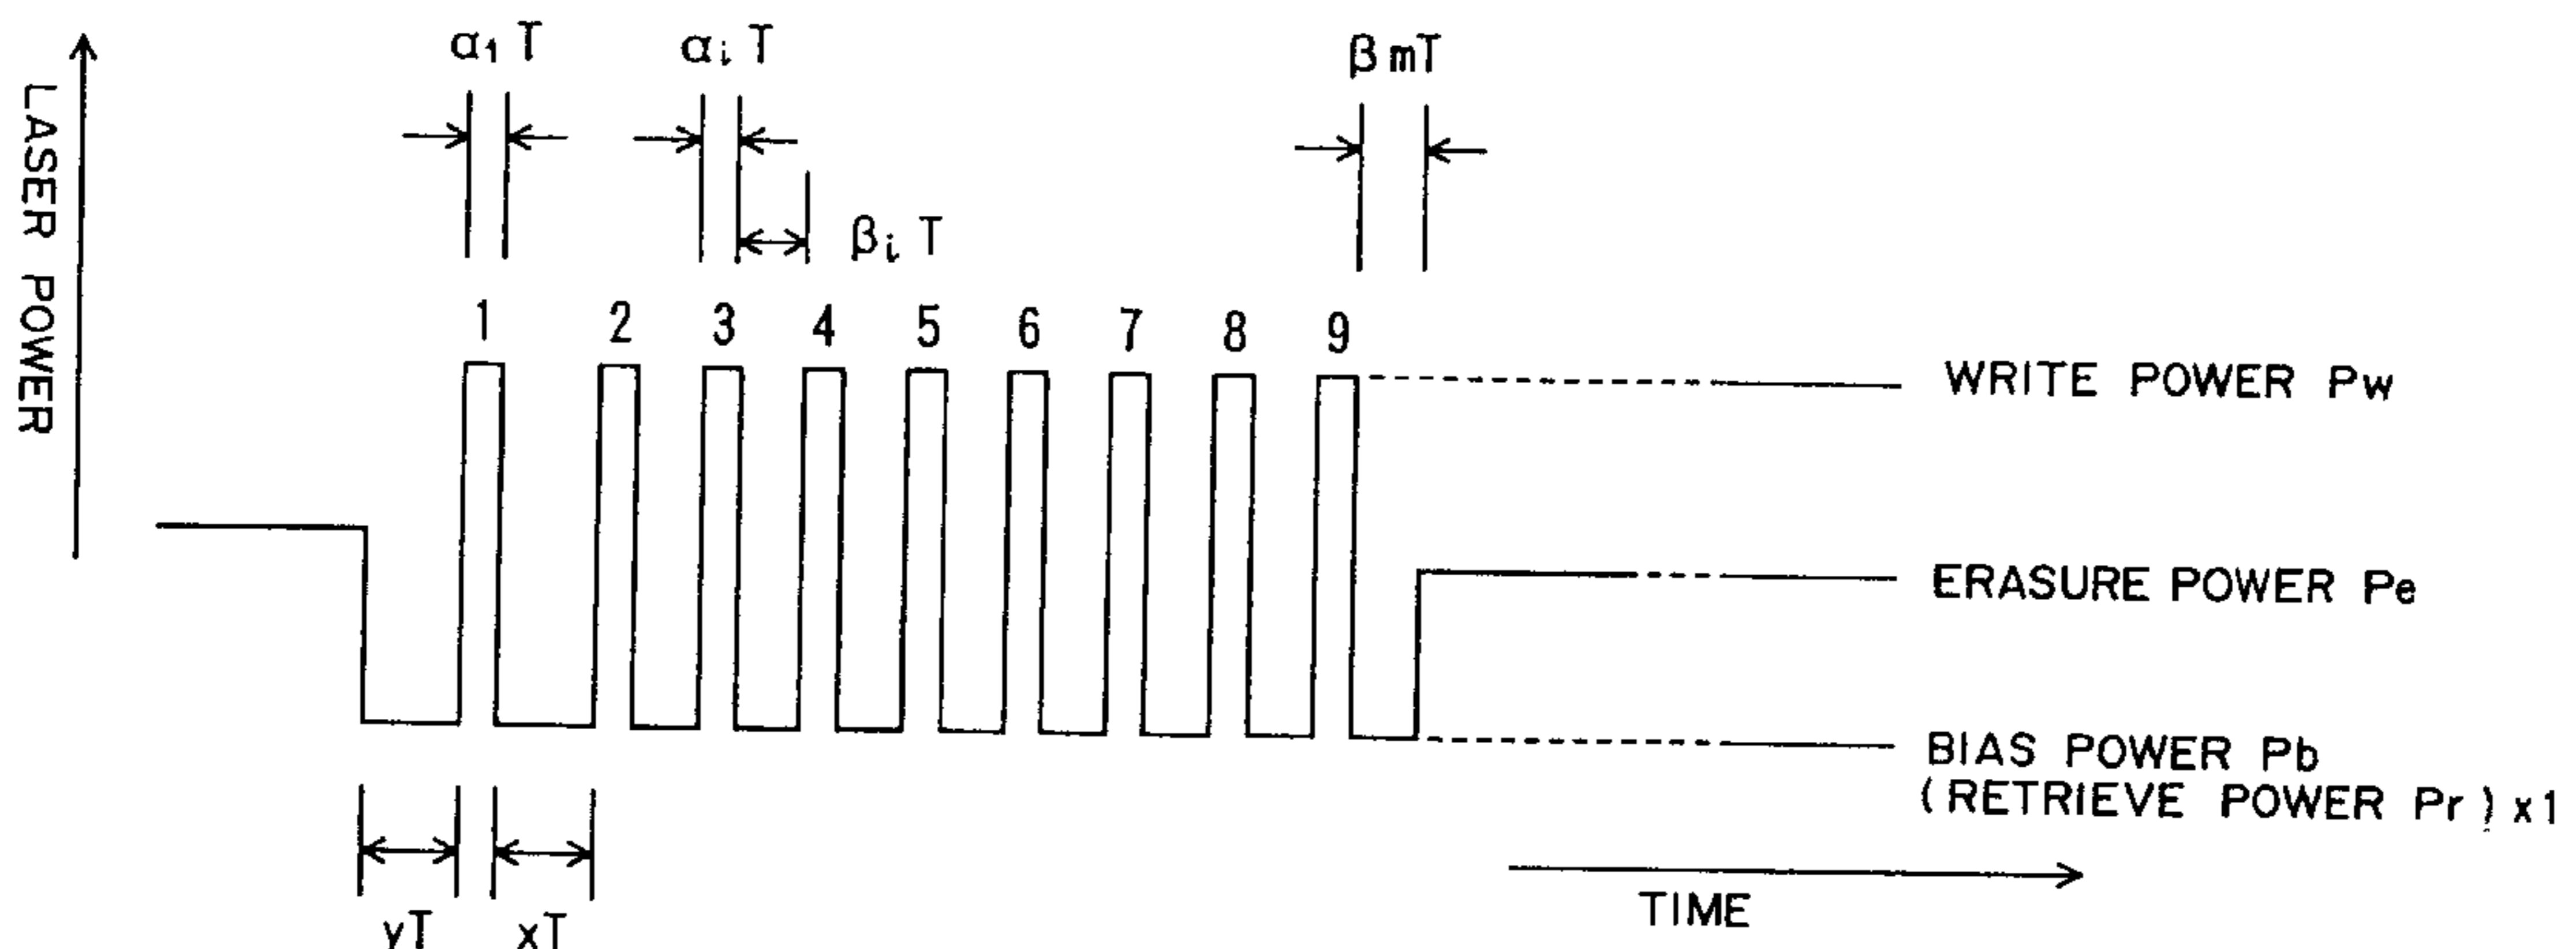 α₁ T
αᵢ T
βmT
βᵢ T
LASER POWER
1 2 3 4 5 6 7 8 9
WRITE POWER Pw
ERASURE POWER Pe
BIAS POWER Pb
(RETRIEVE POWER Pr) x1
yT
xT
TIME